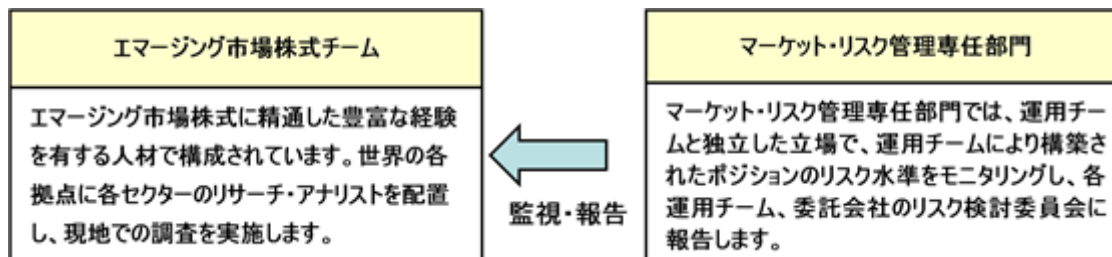 エマージング市場株式チーム
エマージング市場株式に精通した豊富な経験
を有する人材で構成されています。世界の各
拠点に各セクターのリサーチ・アナリストを配置
し、現地での調査を実施します。
監視・報告
マーケット・リスク管理専任部門
マーケット・リスク管理専任部門では、運用チー
ムと独立した立場で、運用チームにより構築さ
れたポジションのリスク水準をモニタリングし、各
運用チーム、委託会社のリスク検討委員会に
報告します。